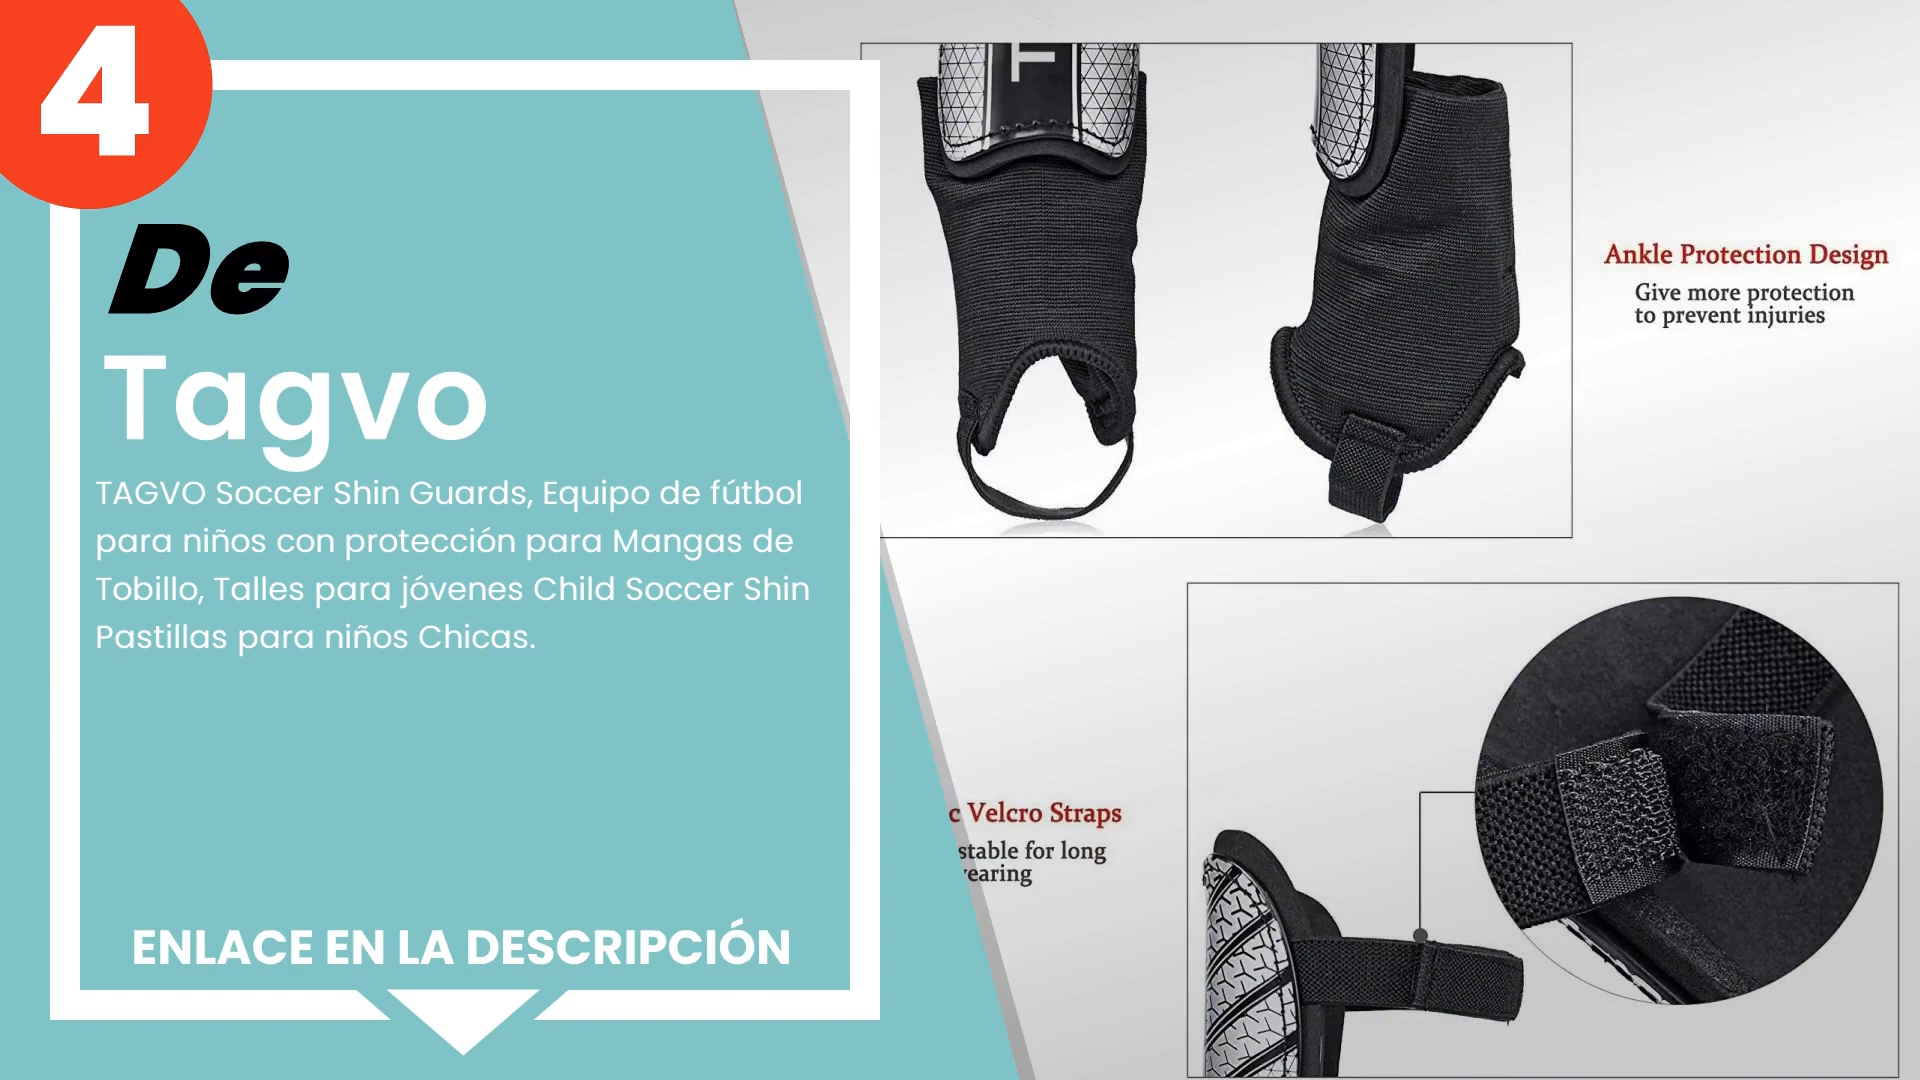 4
De
Tagvo
TAGVO Soccer Shin Guards, Equipo de fútbol
para niños con protección para Mangas de
Tobillo, Talles para jóvenes Child Soccer Shin
Pastillas para niños Chicas.
ENLACE EN LA DESCRIPCIÓN
T
Ankle Protection Design
Give more protection
to prevent injuries
c Velcro Straps
stable for long
earing